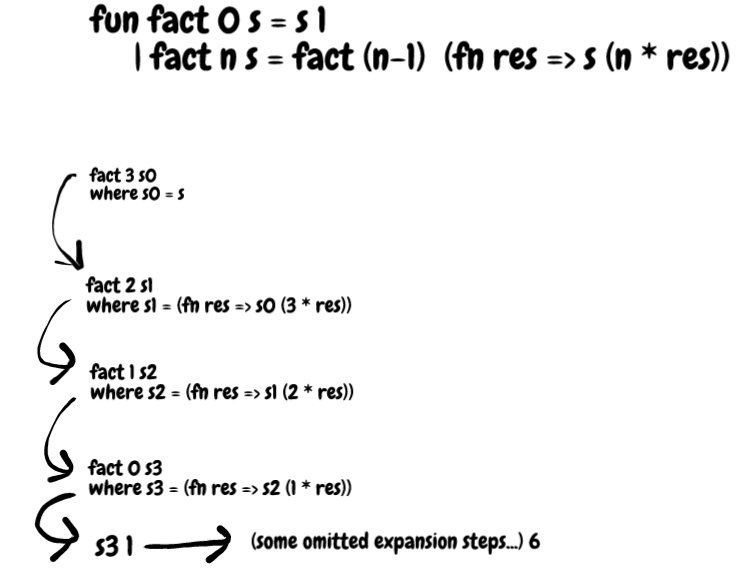 fun fact 0 s = s 1
| fact n s = fact (n-1) (fn res => s (n * res))
fact 3 s0
where s0 = s
fact 2 s1
where s1 = (fn res => s0 (3 * res))
fact 1 s2
where s2 = (fn res => s1 (2 * res))
fact 0 s3
where s3 = (fn res => s2 (1 * res))
s3 1
(some omitted expansion steps...) 6